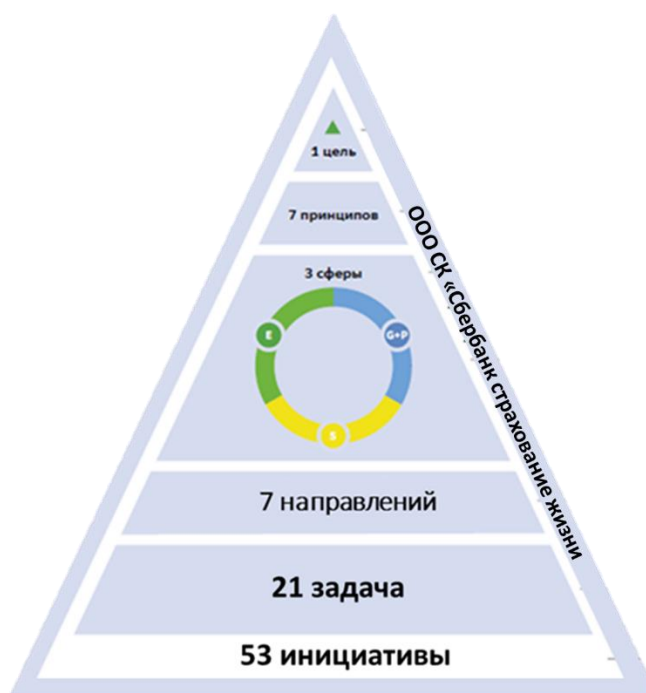 1 цель
7 принципов
3 сферы
E
G+P
S
ООО СК «Сбербанк страхование жизни
7 направлений
21 задача
53 инициативы